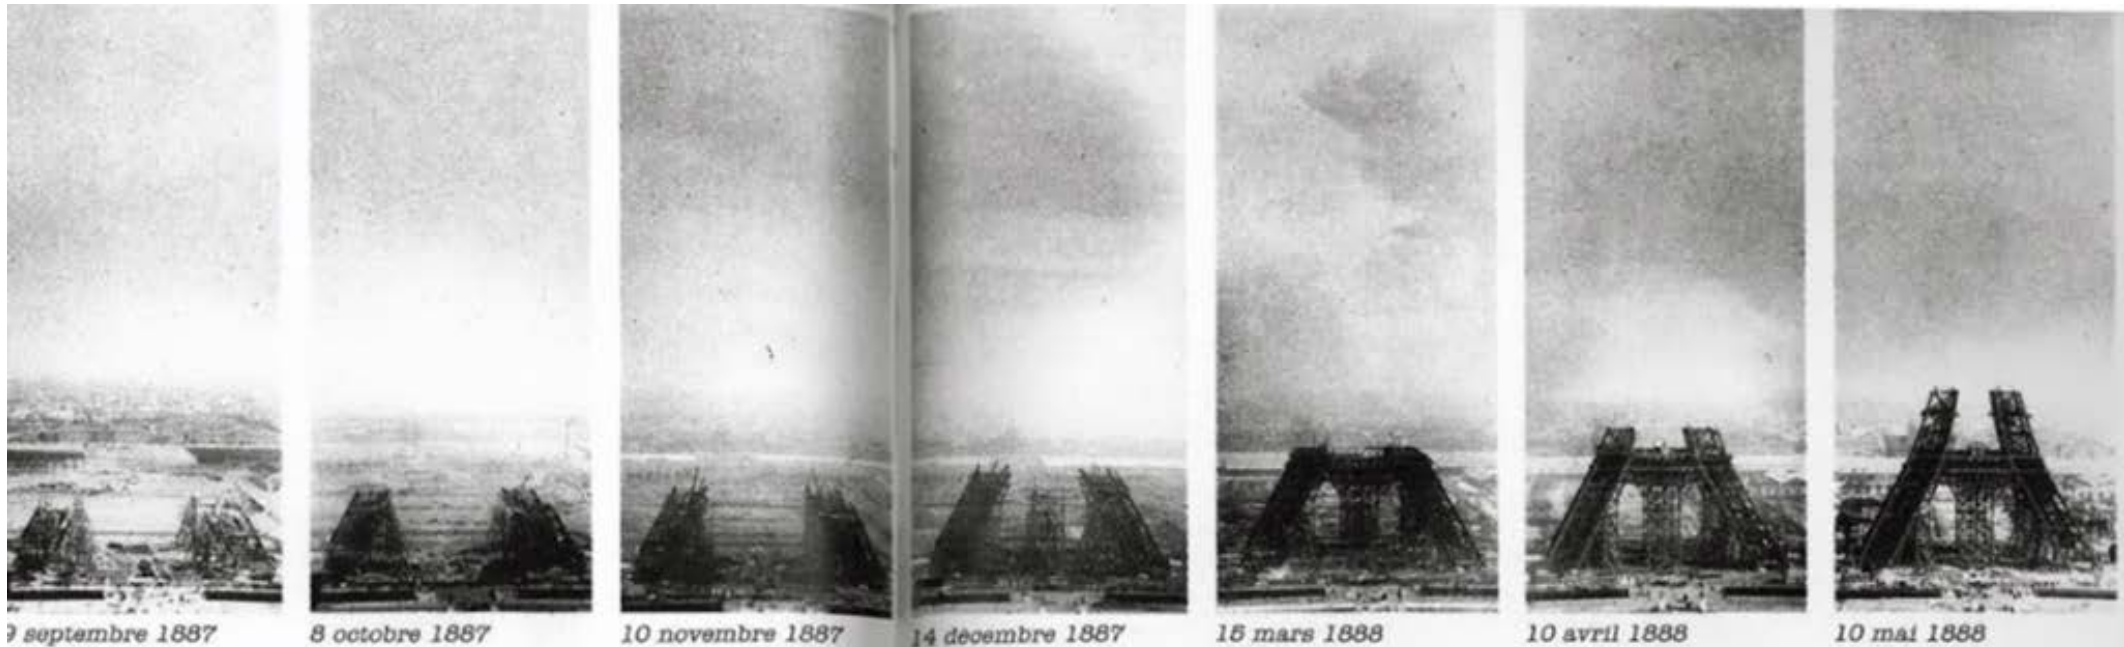 9 septembre 1887
8 octobre 1887
10 novembre 1887
14 décembre 1887
15 mars 1888
10 avril 1888
10 mai 1888